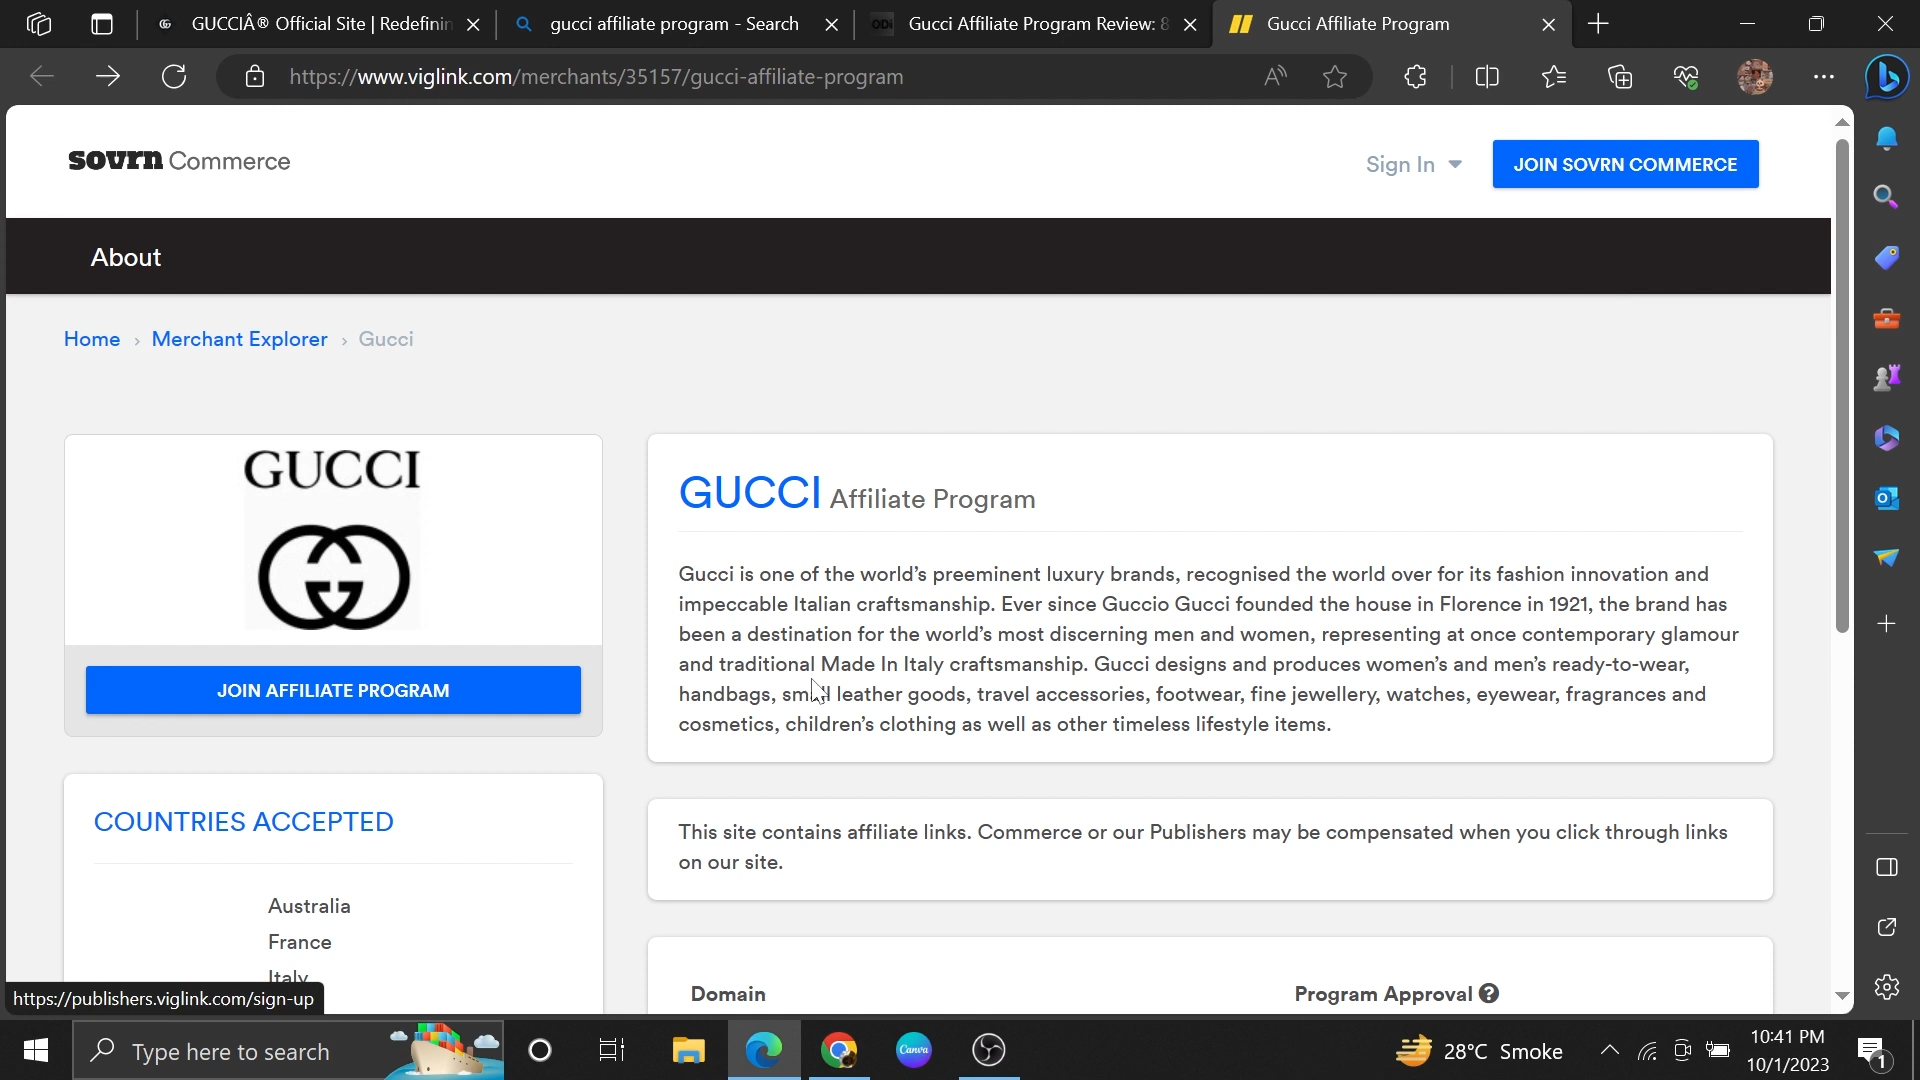 GUCCIÂ® Official Site | Redefinin
gucci affiliate program - Search
Gucci Affiliate Program Review: 8
Gucci Affiliate Program
https://www.viglink.com/merchants/35157/gucci-affiliate-program
sovrn Commerce
Sign In
JOIN SOVRN COMMERCE
About
Home › Merchant Explorer › Gucci
GUCCI
JOIN AFFILIATE PROGRAM
GUCCI Affiliate Program
Gucci is one of the world's preeminent luxury brands, recognised the world over for its fashion innovation and
impeccable Italian craftsmanship. Ever since Guccio Gucci founded the house in Florence in 1921, the brand has
been a destination for the world's most discerning men and women, representing at once contemporary glamour
and traditional Made In Italy craftsmanship. Gucci designs and produces women's and men's ready-to-wear,
handbags, small leather goods, travel accessories, footwear, fine jewellery, watches, eyewear, fragrances and
cosmetics, children's clothing as well as other timeless lifestyle items.
This site contains affiliate links. Commerce or our Publishers may be compensated when you click through links
on our site.
COUNTRIES ACCEPTED
Australia
France
Italy
Domain
Program Approval ?
https://publishers.viglink.com/sign-up
Type here to search
Canva
28°C Smoke
10:41 PM
10/1/2023
1